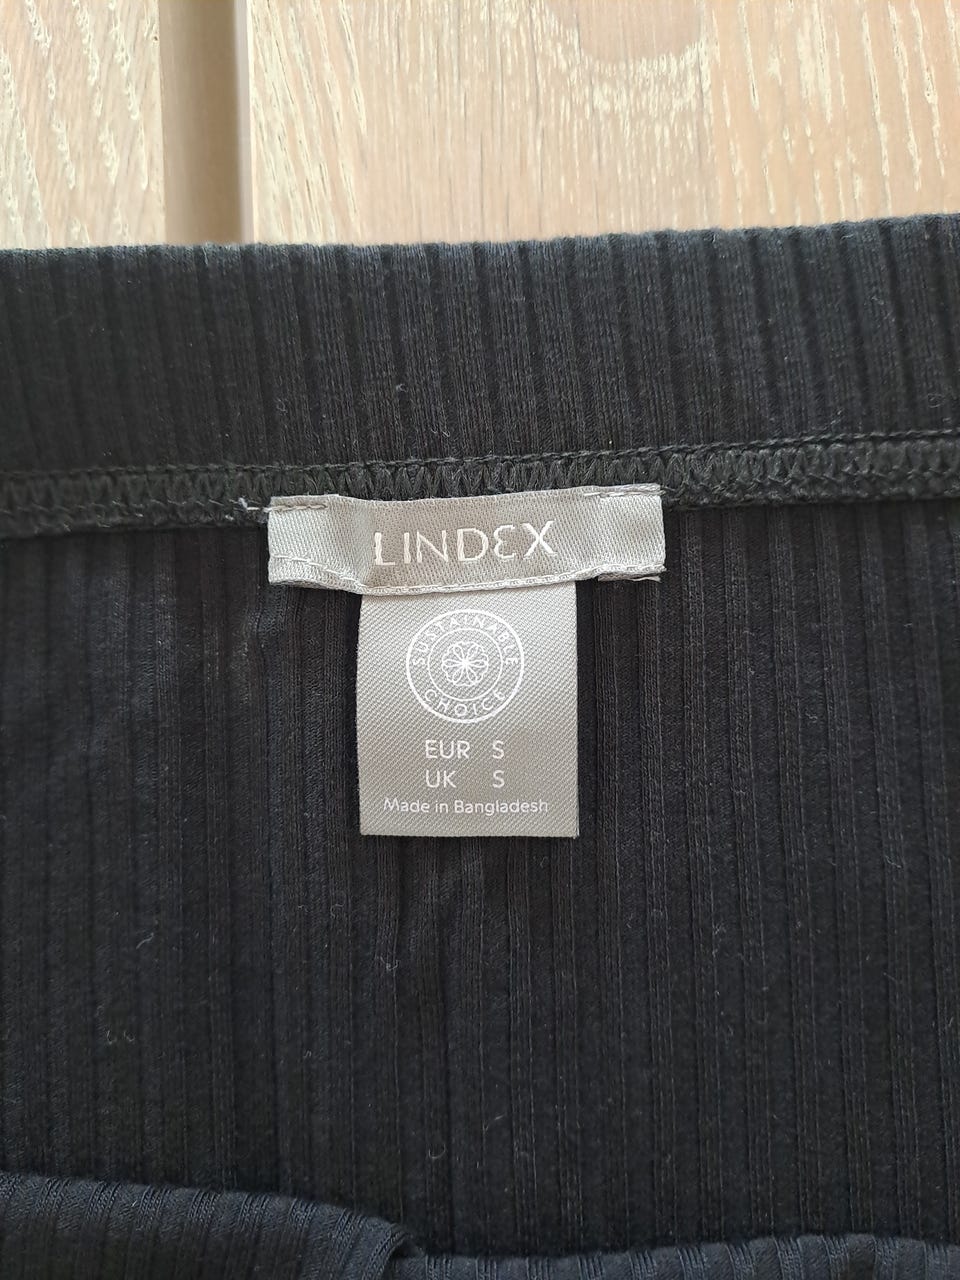 LINDEX
SUSTAINABLE
CHOICE
EUR S
UK S
Made in Bangladesh